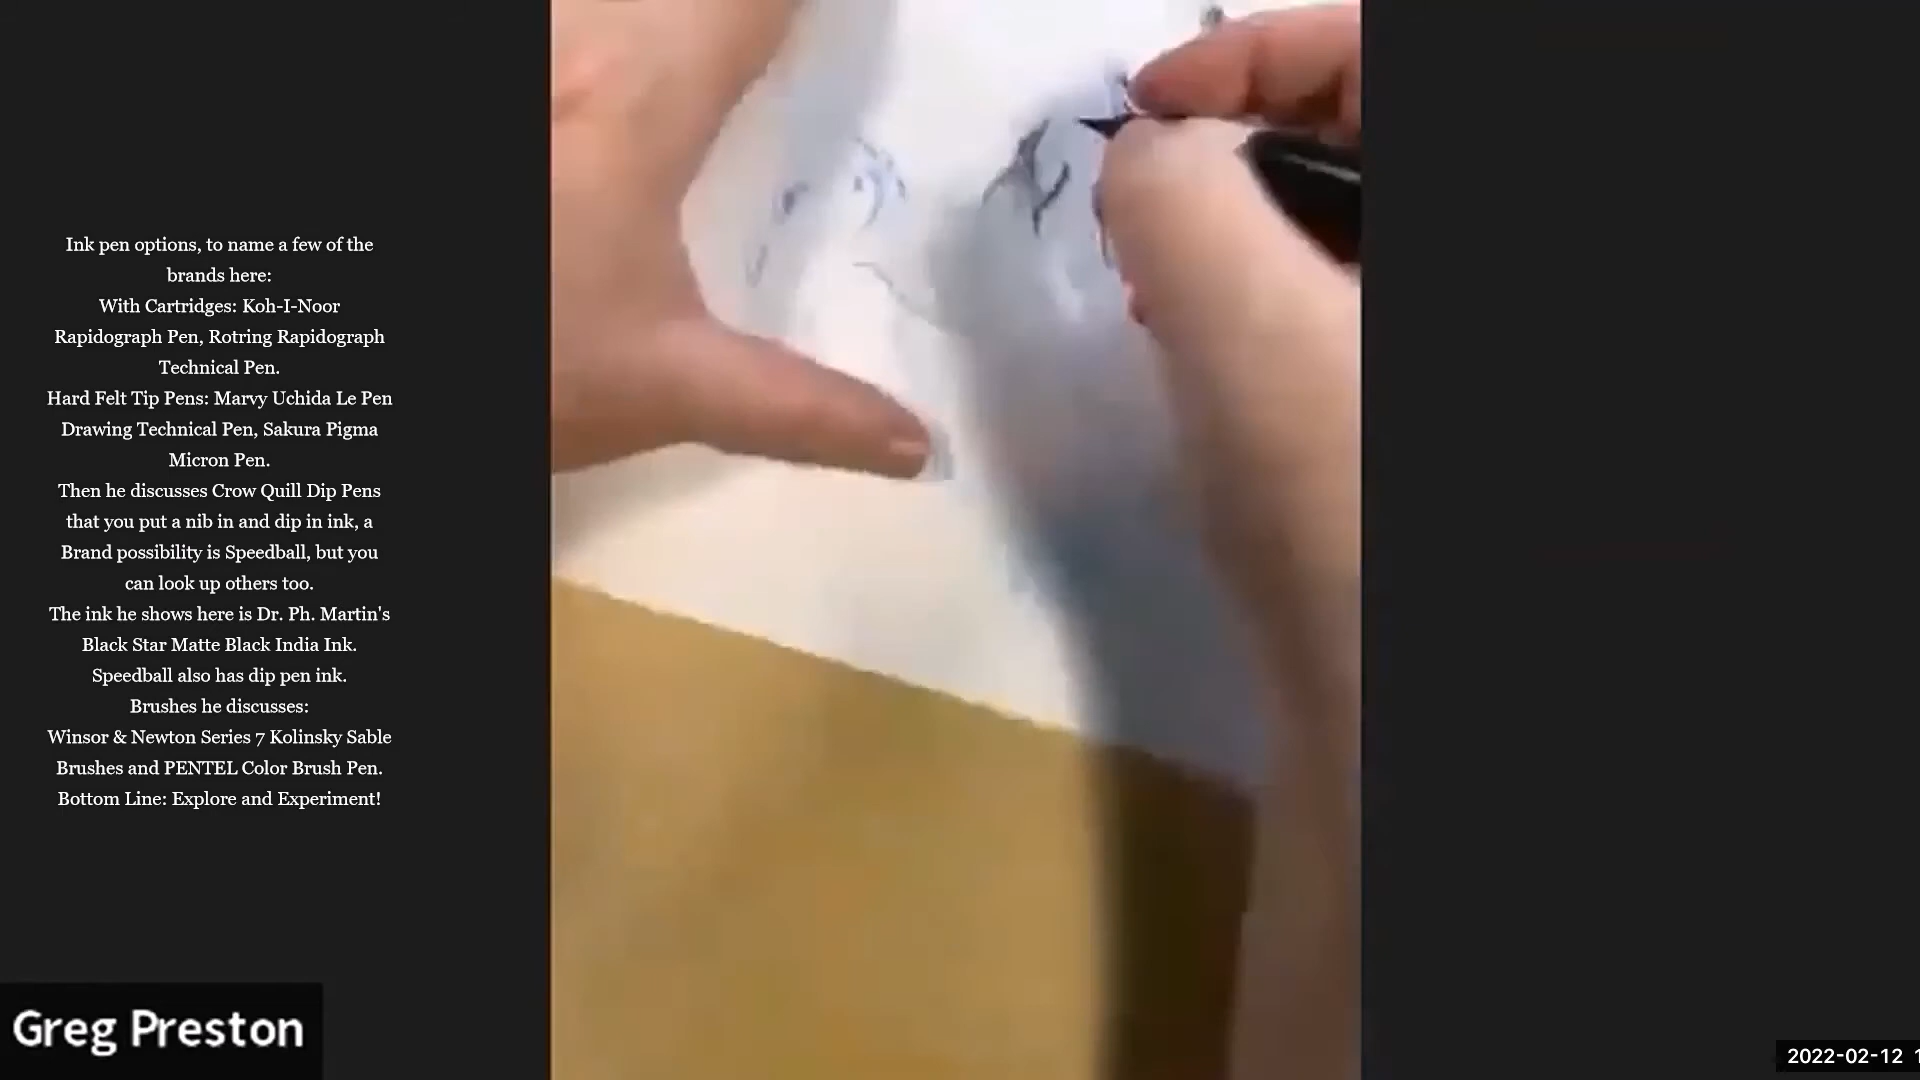 Ink pen options, to name a few of the
brands here:
With Cartridges: Koh-I-Noor
Rapidograph Pen, Rotring Rapidograph
Technical Pen.
Hard Felt Tip Pens: Marvy Uchida Le Pen
Drawing Technical Pen, Sakura Pigma
Micron Pen.
Then he discusses Crow Quill Dip Pens
that you put a nib in and dip in ink, a
Brand possibility is Speedball, but you
can look up others too.
The ink he shows here is Dr. Ph. Martin's
Black Star Matte Black India Ink.
Speedball also has dip pen ink.
Brushes he discusses:
Winsor & Newton Series 7 Kolinsky Sable
Brushes and PENTEL Color Brush Pen.
Bottom Line: Explore and Experiment!
Greg Preston
2022-02-12